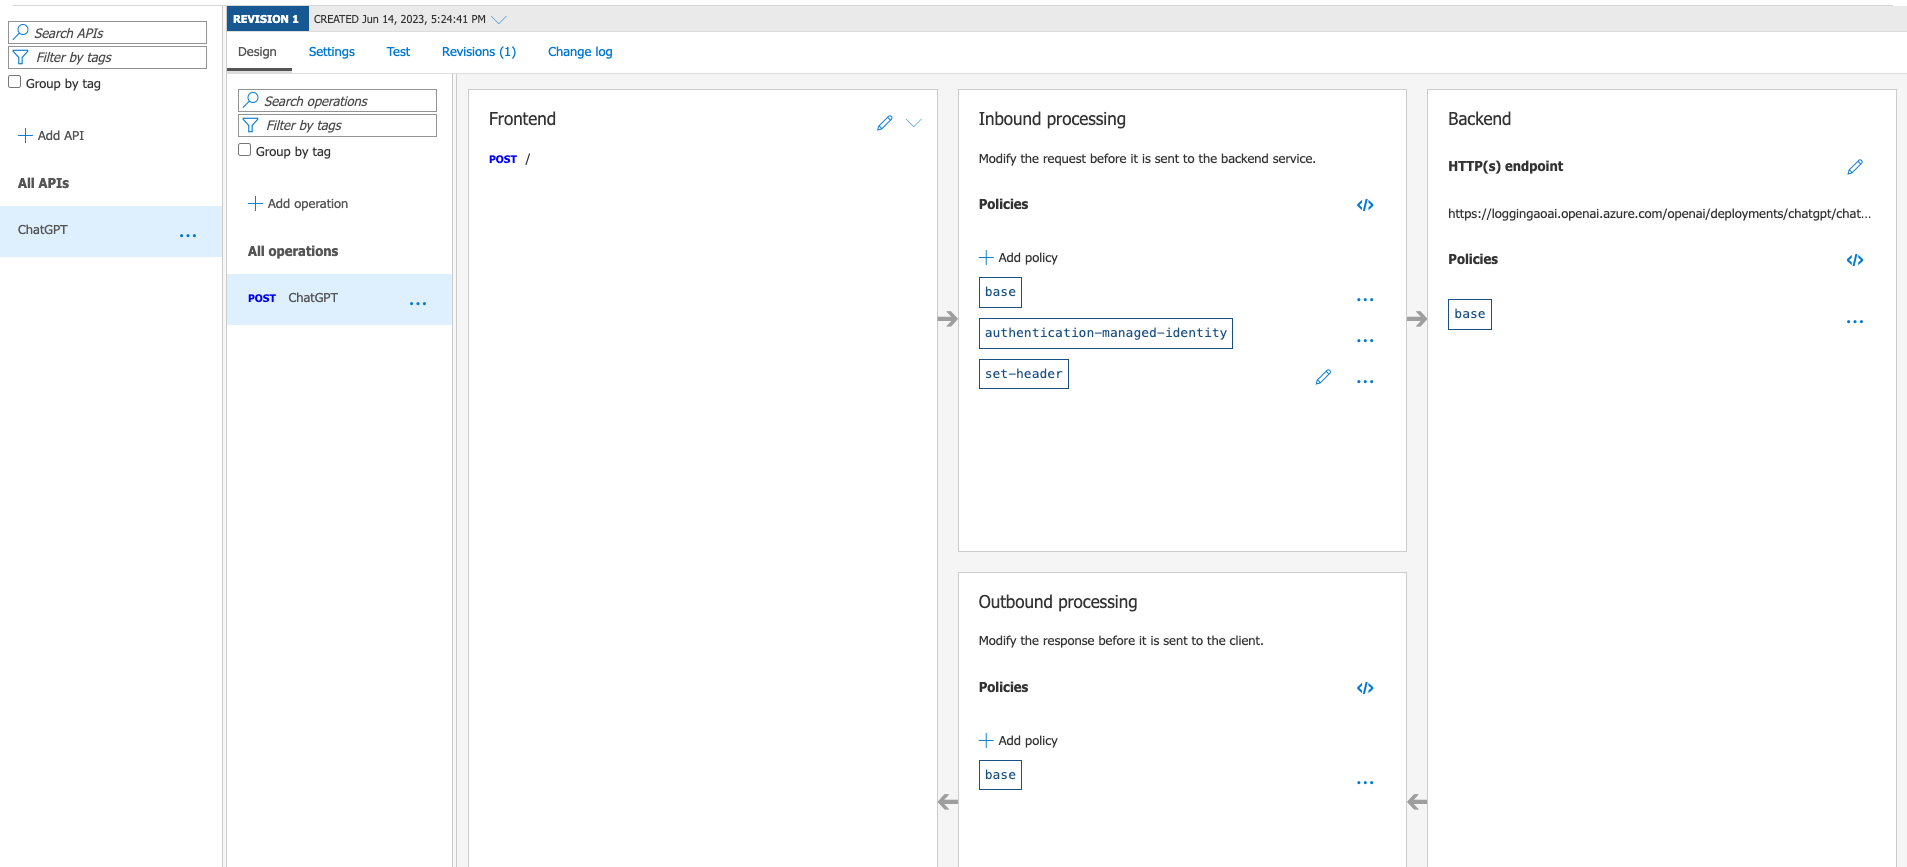 REVISION 1 CREATED Jun 14, 2023, 5:24:41 PM
Search APIs
Filter by tags
Group by tag
Add API
All APIs
ChatGPT
...
Design Settings Test Revisions (1) Change log
Search operations
Filter by tags
Group by tag
Add operation
All operations
POST ChatGPT
...
Frontend
POST /
Inbound processing
Modify the request before it is sent to the backend service.
Policies
</>
Add policy
base
...
authentication-managed-identity
...
set-header
...
Outbound processing
Modify the response before it is sent to the client.
Policies
</>
Add policy
base
...
Backend
HTTP(s) endpoint
https://loggingaoai.openai.azure.com/openai/deployments/chatgpt/chat...
Policies
</>
base
...